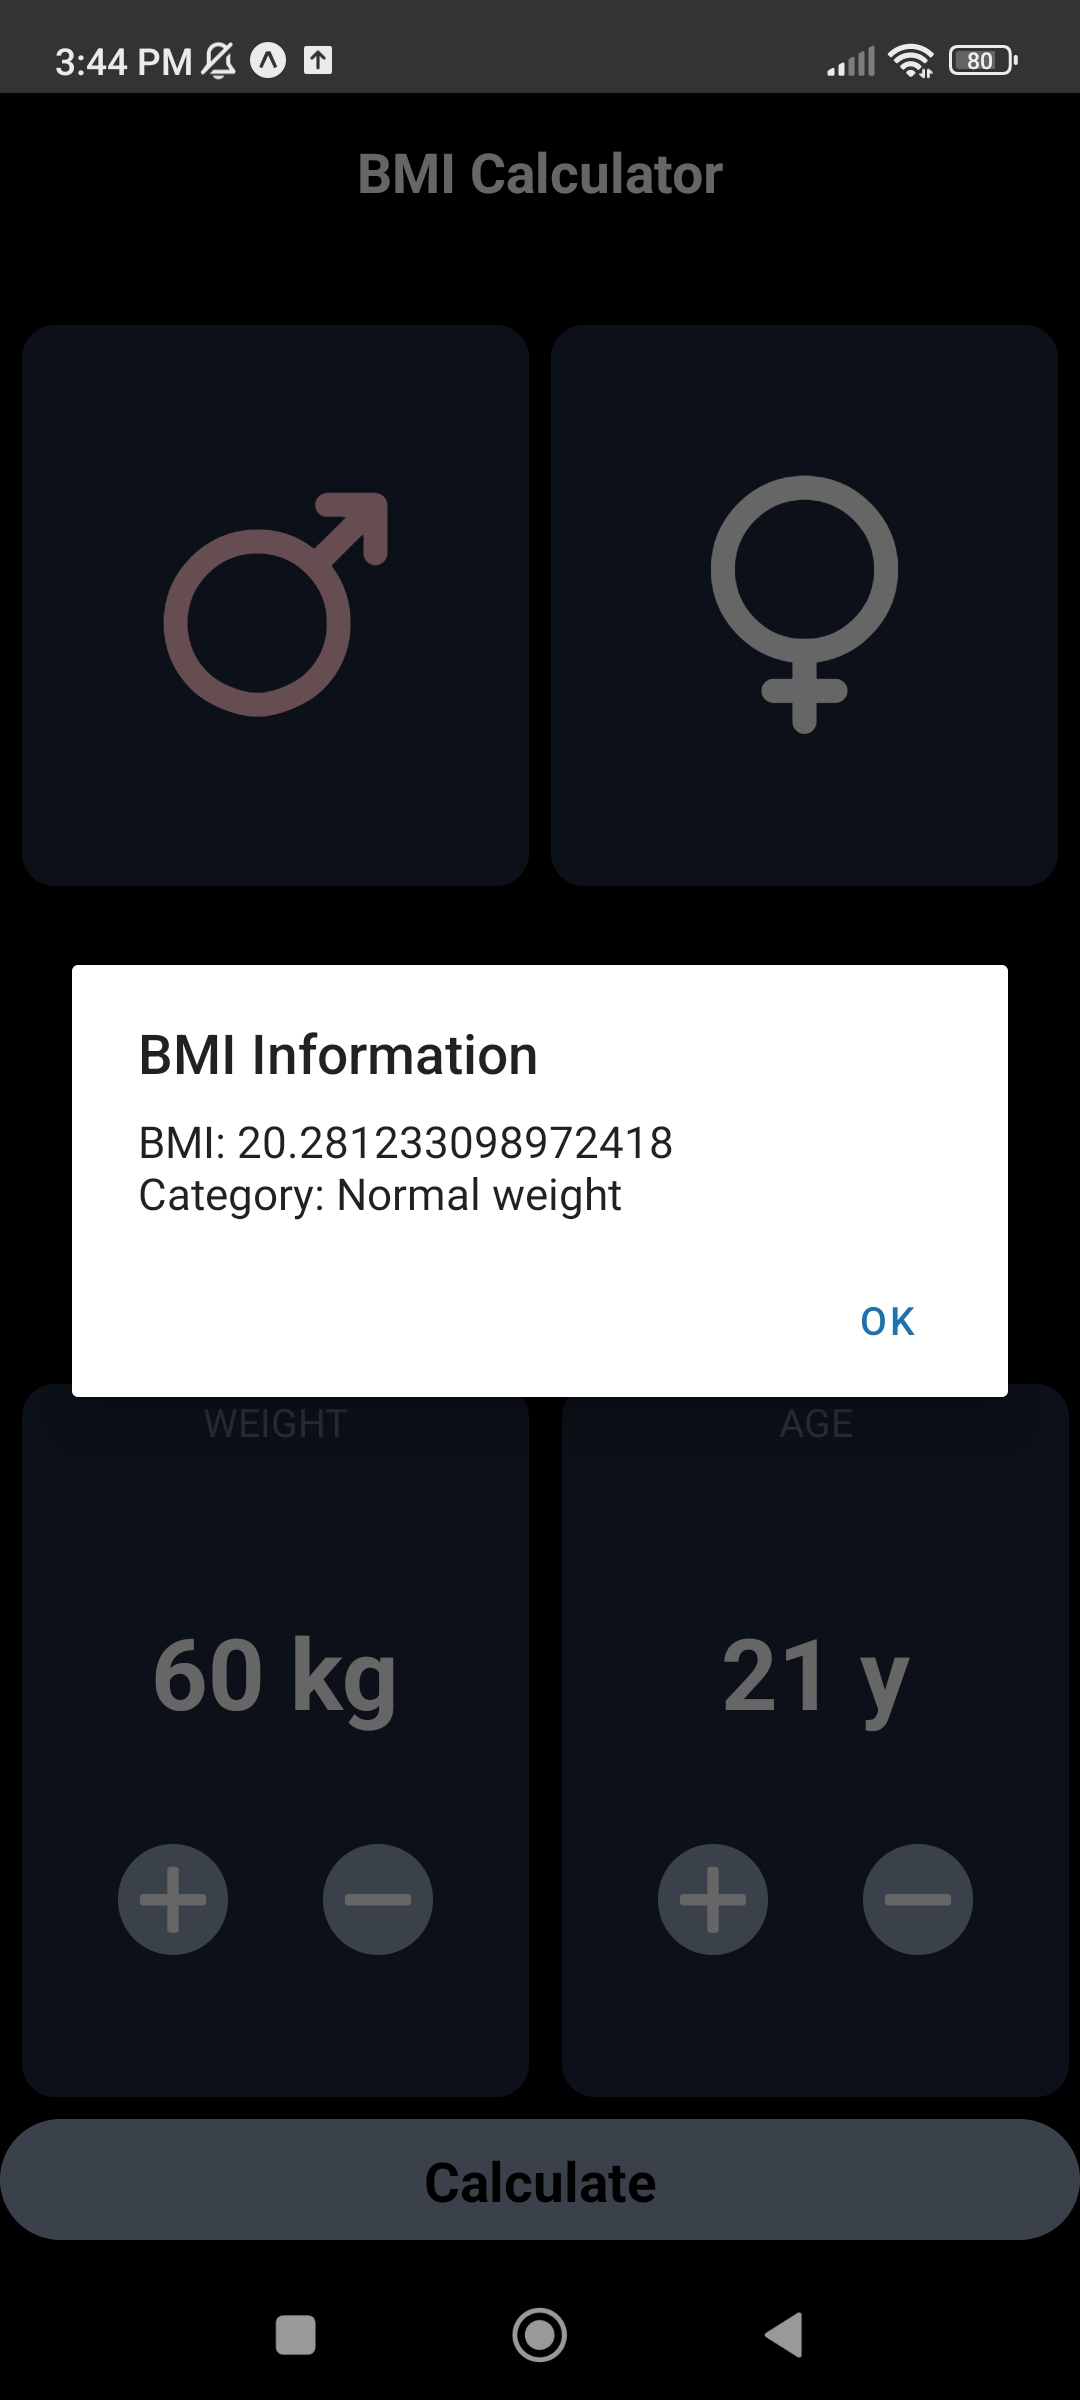 3:44 PM
80
BMI Calculator
BMI Information
BMI: 20.281233098972418
Category: Normal weight
OK
WEIGHT
AGE
60 kg
21 y
Calculate